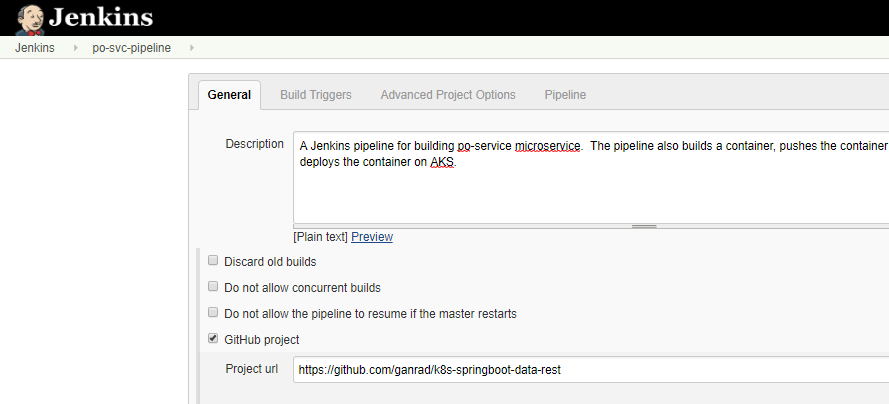 Jenkins
Jenkins po-svc-pipeline
General Build Triggers Advanced Project Options Pipeline
Description
A Jenkins pipeline for building po-service microservice. The pipeline also builds a container, pushes the container
deploys the container on AKS.
[Plain text] Preview
Discard old builds
Do not allow concurrent builds
Do not allow the pipeline to resume if the master restarts
GitHub project
Project url https://github.com/ganrad/k8s-springboot-data-rest